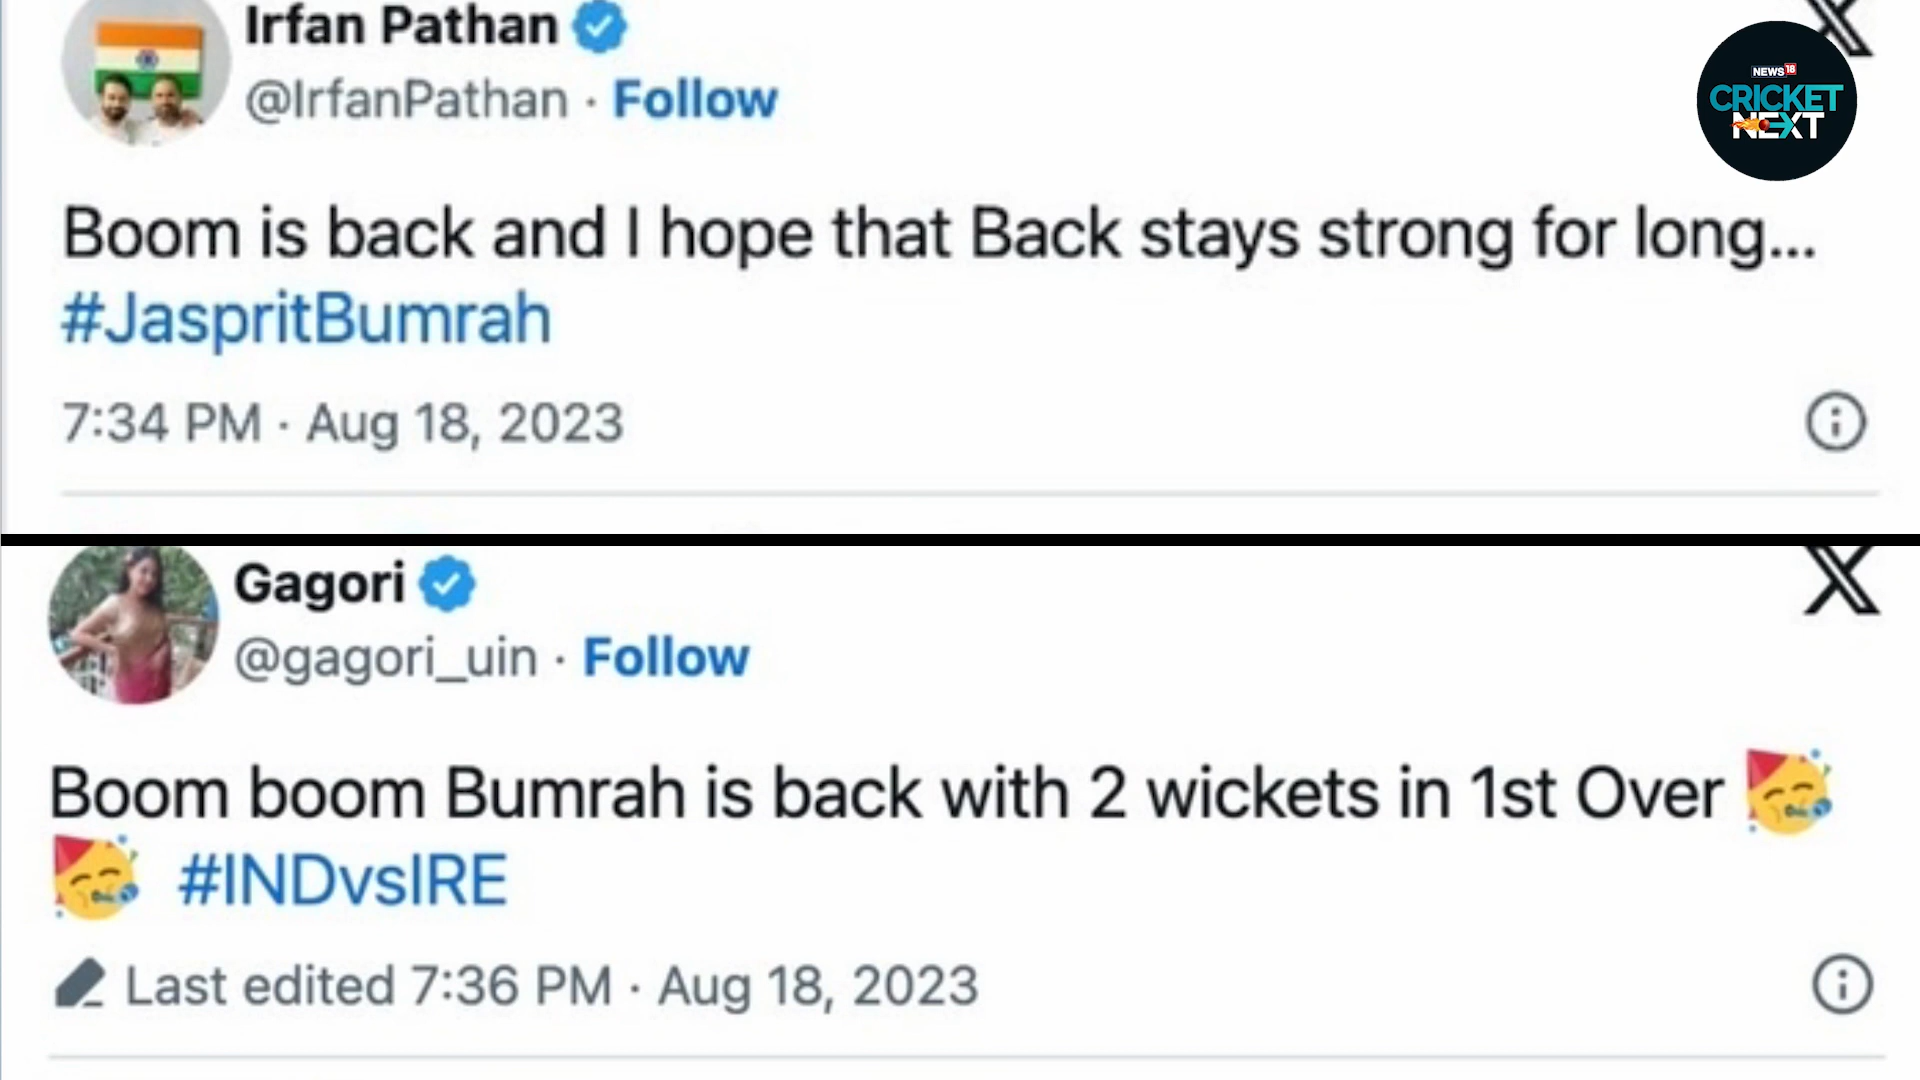 Irfan Pathan
@IrfanPathan · Follow
NEWS18
CRICKET
NEXT
Boom is back and I hope that Back stays strong for long...
#JaspritBumrah
7:34 PM · Aug 18, 2023
Gagori
@gagori_uin · Follow
Boom boom Bumrah is back with 2 wickets in 1st Over 🥳
🥳 #INDvsIRE
Last edited 7:36 PM · Aug 18, 2023